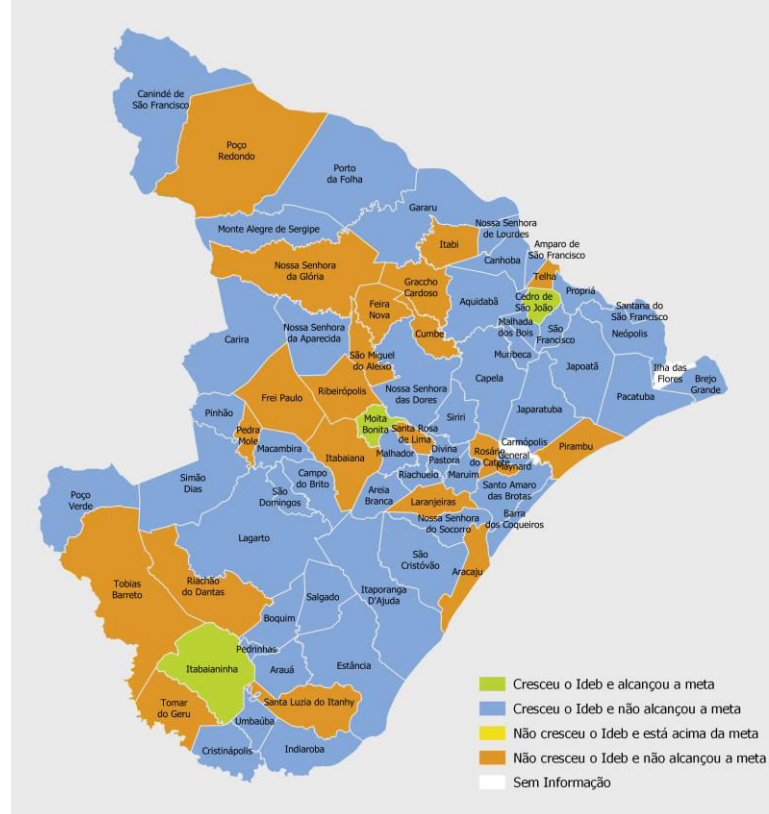 Canindé de
São Francisco
Poço
Redondo
Porto
da Folha
Gararu
Monte Alegre de Sergipe
Itabi
Nossa Senhora
de Lourdes
Canhoba
Amparo de
São Francisco
Telha
Nossa Senhora
da Glória
Graccho
Cardoso
Feira
Nova
Aquidabã
Cedro de
São João
Propriá
Santana do
São Francisco
Neópolis
Carira
Nossa Senhora
da Aparecida
São Miguel
do Aleixo
Cumbe
Malhada
dos Bois
São
Francisco
Muribeca
Japoatã
Ilha das
Flores
Brejo
Grande
Pacatuba
Frei Paulo
Ribeirópolis
Nossa Senhora
das Dores
Capela
Japaratuba
Pinhão
Pedra
Mole
Moita
Bonita
Santa Rosa
de Lima
Siriri
Carmópolis
Pirambu
Macambira
Itabaiana
Malhador
Divina
Pastora
Rosário
do Catete
General
Maynard
Poço
Verde
Simão
Dias
São
Domingos
Campo
do Brito
Areia
Branca
Riachuelo
Maruim
Santo Amaro
das Brotas
Laranjeiras
Barra
dos Coqueiros
Nossa Senhora
do Socorro
Lagarto
São
Cristóvão
Aracaju
Tobias
Barreto
Riachão
do Dantas
Boquim
Salgado
Itaporanga
D'Ajuda
Itabaianinha
Pedrinhas
Arauá
Estância
Tomar
do Geru
Santa Luzia do Itanhy
Umbaúba
Cristinápolis
Indiaroba
Cresceu o Ideb e alcançou a meta
Cresceu o Ideb e não alcançou a meta
Não cresceu o Ideb e está acima da meta
Não cresceu o Ideb e não alcançou a meta
Sem Informação